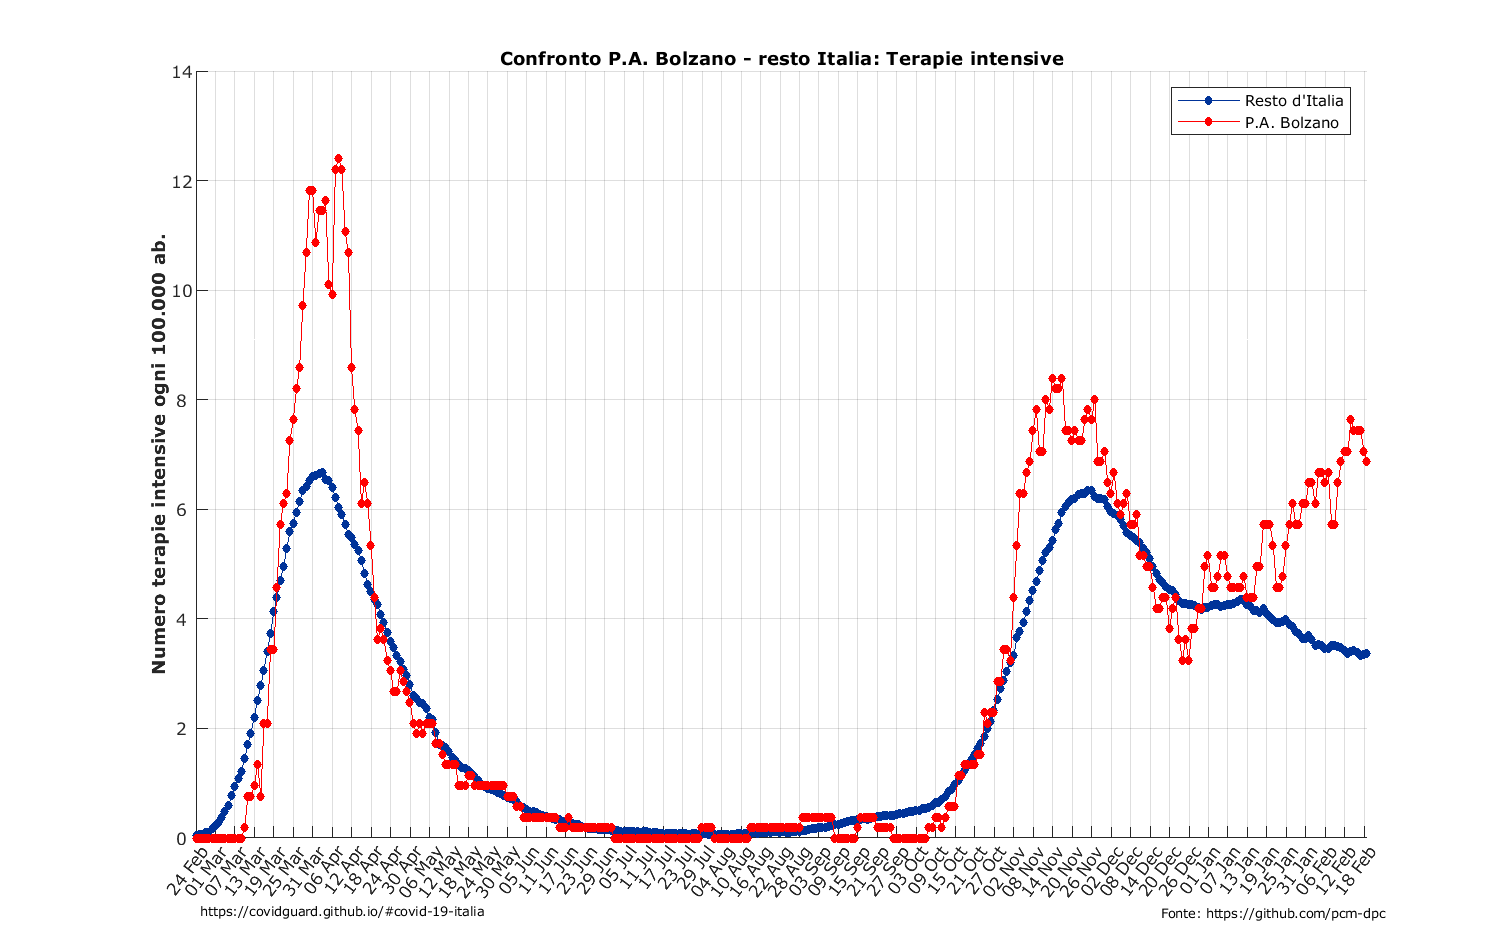 Confronto P.A. Bolzano - resto Italia: Terapie intensive
Resto d'Italia
P.A. Bolzano
Numero terapie intensive ogni 100.000 ab.
14
12
10
8
6
4
2
0
24 Feb
01 Mar
07 Mar
13 Mar
19 Mar
25 Mar
31 Mar
06 Apr
12 Apr
18 Apr
24 Apr
30 Apr
06 May
12 May
18 May
24 May
30 May
05 Jun
11 Jun
17 Jun
23 Jun
29 Jun
05 Jul
11 Jul
17 Jul
23 Jul
29 Jul
04 Aug
10 Aug
16 Aug
22 Aug
28 Aug
03 Sep
09 Sep
15 Sep
21 Sep
27 Sep
03 Oct
09 Oct
15 Oct
21 Oct
27 Oct
02 Nov
08 Nov
14 Nov
20 Nov
26 Nov
02 Dec
08 Dec
14 Dec
20 Dec
26 Dec
01 Jan
07 Jan
13 Jan
19 Jan
25 Jan
31 Jan
06 Feb
12 Feb
18 Feb
https://covidguard.github.io/#covid-19-italia
Fonte: https://github.com/pcm-dpc